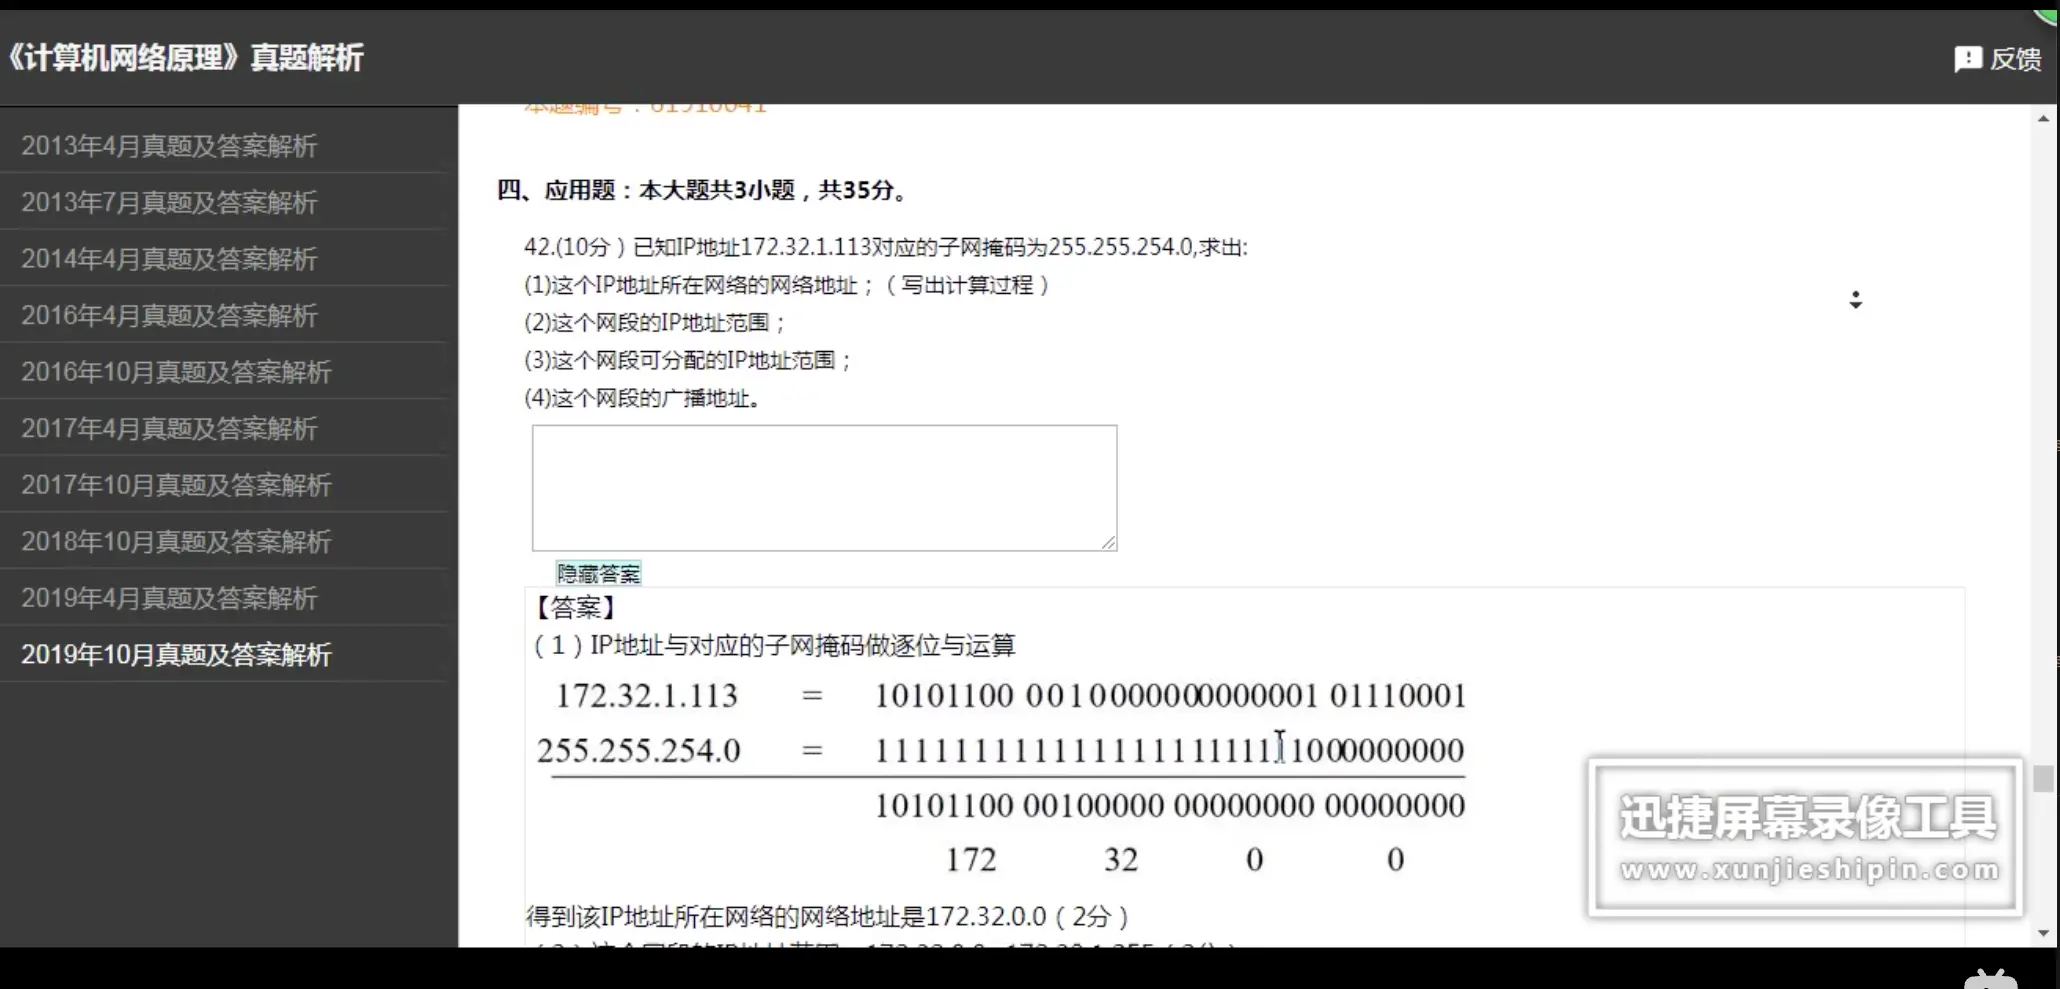 《计算机网络原理》真题解析
反馈
2013年4月真题及答案解析
2013年7月真题及答案解析
2014年4月真题及答案解析
2016年4月真题及答案解析
2016年10月真题及答案解析
2017年4月真题及答案解析
2017年10月真题及答案解析
2018年10月真题及答案解析
2019年4月真题及答案解析
2019年10月真题及答案解析
本题编号：61910041
四、应用题：本大题共3小题，共35分。
42.(10分）已知IP地址172.32.1.113对应的子网掩码为255.255.254.0,求出:
(1)这个IP地址所在网络的网络地址；（写出计算过程）
(2)这个网段的IP地址范围；
(3)这个网段可分配的IP地址范围；
(4)这个网段的广播地址。
隐藏答案
【答案】
（1）IP地址与对应的子网掩码做逐位与运算
172.32.1.113 = 10101100 001000000000000​1 01110001
255.255.254.0 = 11111111111111111111111000000000
10101100 00100000 00000000 00000000
172 32 0 0
得到该IP地址所在网络的网络地址是172.32.0.0（2分）
迅捷屏幕录像工具
www.xunjieshipin.com